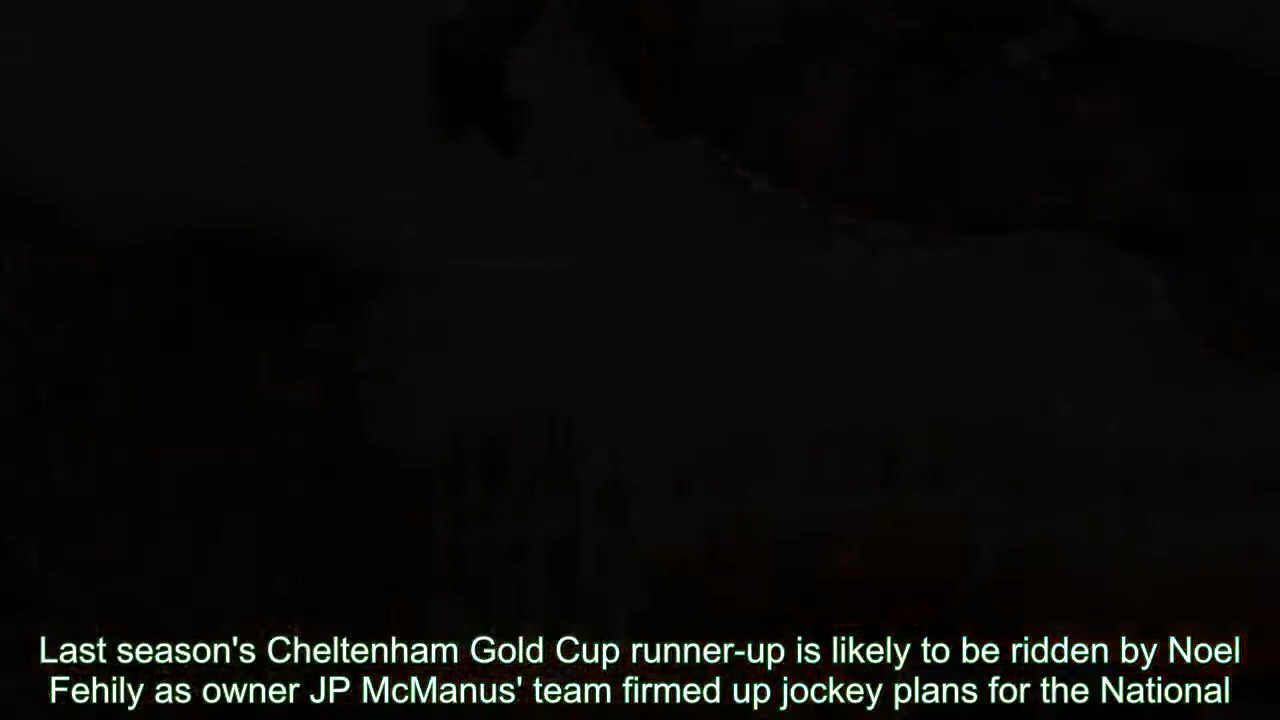 Last season's Cheltenham Gold Cup runner-up is likely to be ridden by Noel
Fehily as owner JP McManus' team firmed up jockey plans for the National